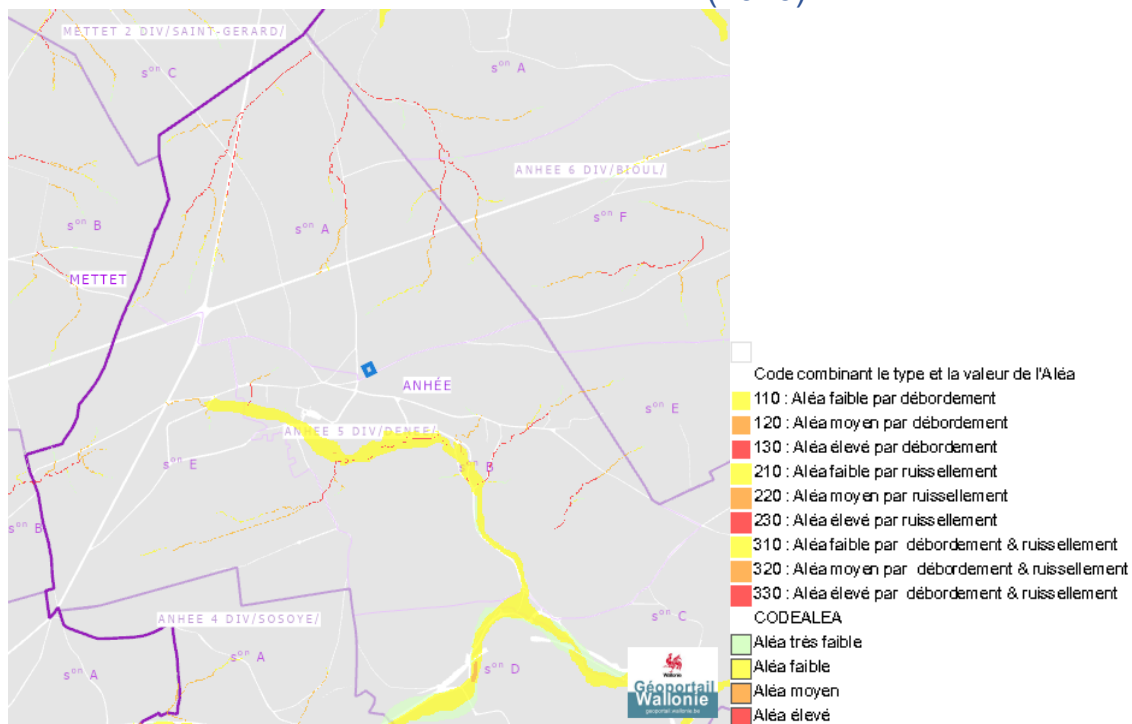 METTET 2 DIV/SAINT-GERARD/
sᵒⁿ C
sᵒⁿ A
ANHEE 6 DIV/BIOUL/
sᵒⁿ B
sᵒⁿ A
sᵒⁿ F
METTET
ANHÉE
sᵒⁿ E
ANHEE 5 DIV/DENEE/
sᵒⁿ E
sᵒⁿ B
sᵒⁿ B
ANHEE 4 DIV/SOSOYE/
sᵒⁿ C
sᵒⁿ A
sᵒⁿ A
sᵒⁿ D
Wallonie
Géoportail
Wallonie
geoportail.wallonie.be
Code combinant le type et la valeur de l'Aléa
110 : Aléa faible par débordement
120 : Aléa moyen par débordement
130 : Aléa élevé par débordement
210 : Aléa faible par ruissellement
220 : Aléa moyen par ruissellement
230 : Aléa élevé par ruissellement
310 : Aléa faible par débordement & ruissellement
320 : Aléa moyen par débordement & ruissellement
330 : Aléa élevé par débordement & ruissellement
CODEALEA
Aléa très faible
Aléa faible
Aléa moyen
Aléa élevé